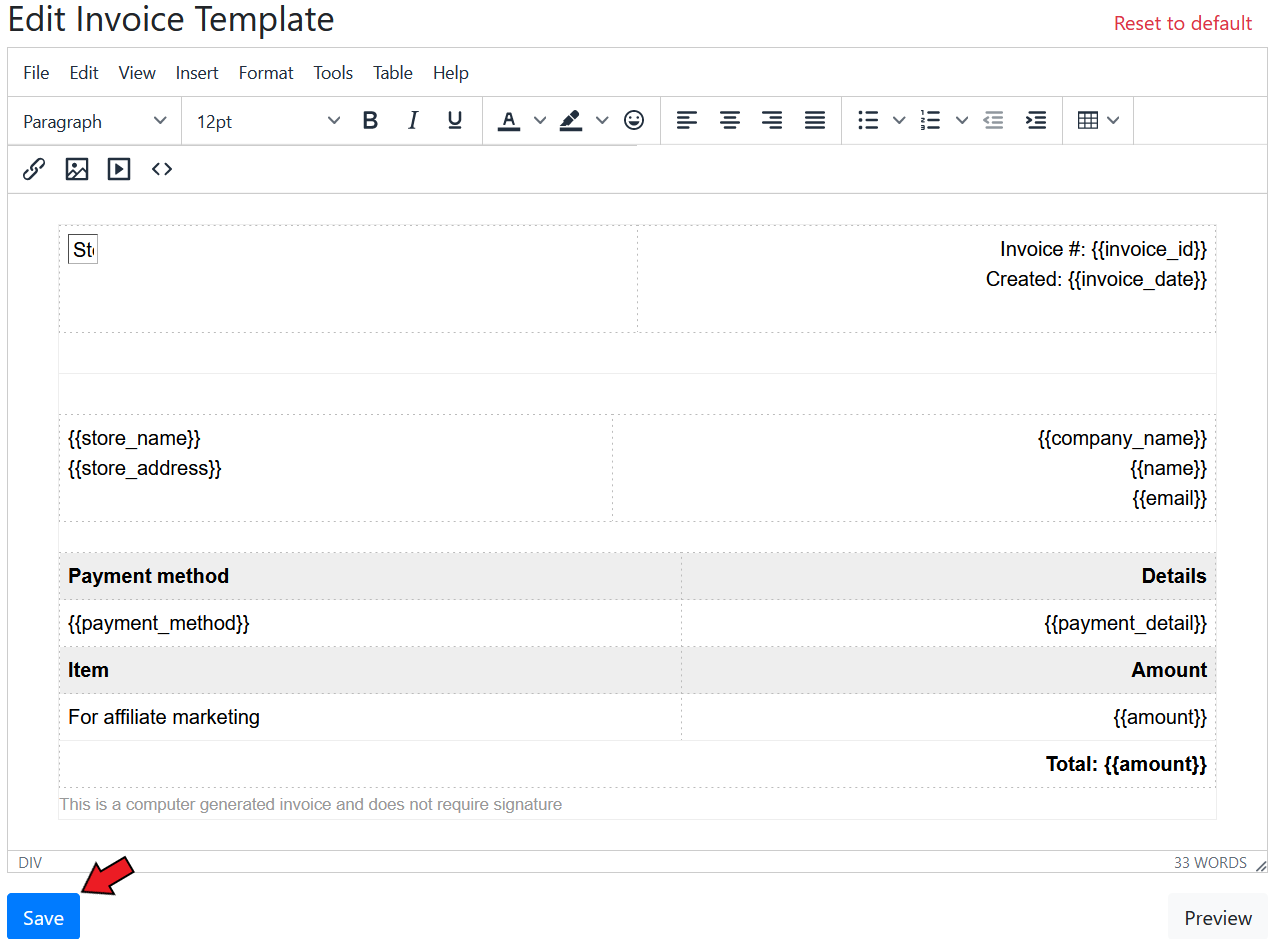 Edit Invoice Template
Reset to default
File Edit View Insert Format Tools Table Help
Paragraph 12pt B I U A
Invoice #: {{invoice_id}}
Created: {{invoice_date}}
{{store_name}} {{company_name}}
{{store_address}} {{name}}
{{email}}
Payment method Details
{{payment_method}} {{payment_detail}}
Item Amount
For affiliate marketing {{amount}}
Total: {{amount}}
This is a computer generated invoice and does not require signature
DIV 33 WORDS
Save Preview